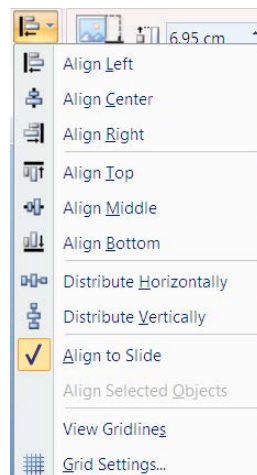 6.95 cm
Align Left
Align Center
Align Right
Align Top
Align Middle
Align Bottom
Distribute Horizontally
Distribute Vertically
Align to Slide
Align Selected Objects
View Gridlines
Grid Settings...